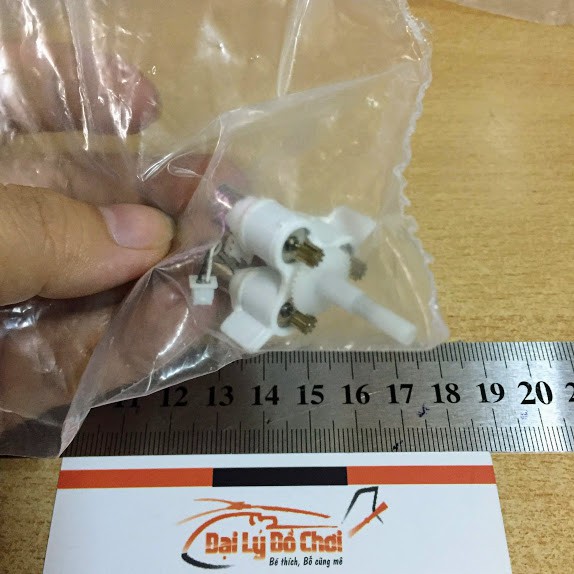 11 12 13 14 15 16 17 18 19 20
Đại Lý Đồ Chơi
Bé thích, Bố cũng mê